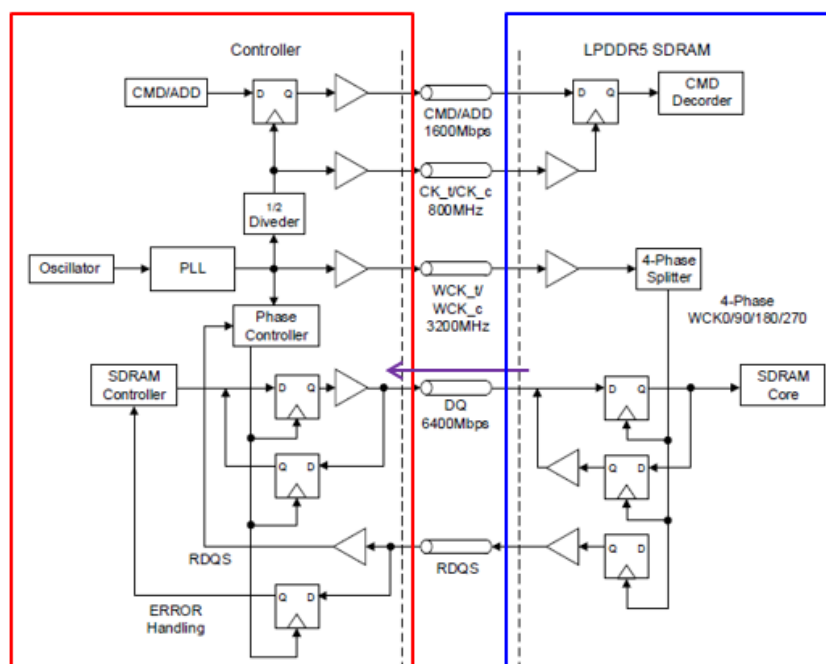 Controller
LPDDR5 SDRAM
CMD/ADD
D Q
CMD/ADD
1600Mbps
D Q
CMD
Decorder
1/2
Diveder
CK_t/CK_c
800MHz
Oscillator
PLL
WCK_t/
WCK_c
3200MHz
4-Phase
Splitter
4-Phase
WCK0/90/180/270
Phase
Controller
SDRAM
Controller
D Q
DQ
6400Mbps
D Q
SDRAM
Core
Q D
Q D
RDQS
RDQS
Q D
ERROR
Handling
Q D